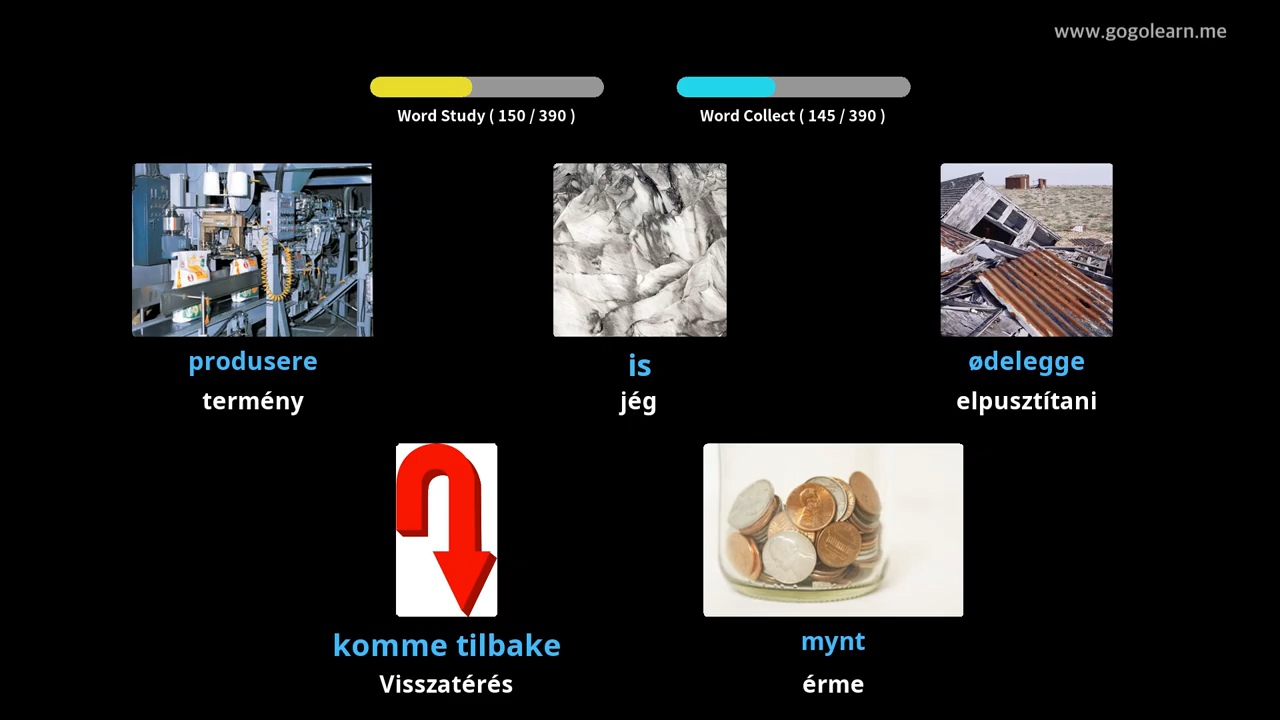 www.gogolearn.me
Word Study ( 150 / 390 )
Word Collect ( 145 / 390 )
produsere
termény
is
jég
ødelegge
elpusztítani
komme tilbake
Visszatérés
mynt
érme